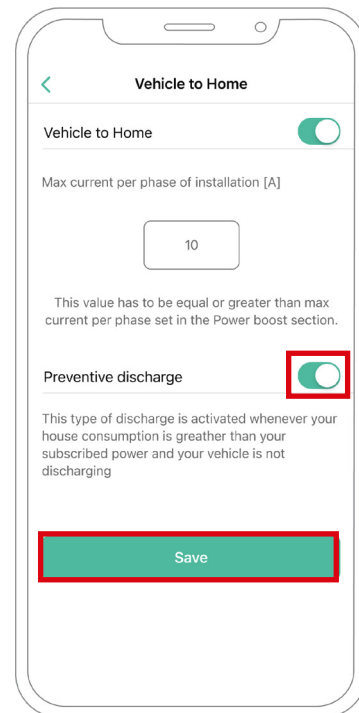 Vehicle to Home
Vehicle to Home
Max current per phase of installation [A]
10
This value has to be equal or greater than max
current per phase set in the Power boost section.
Preventive discharge
This type of discharge is activated whenever your
house consumption is greather than your
subscribed power and your vehicle is not
discharging
Save